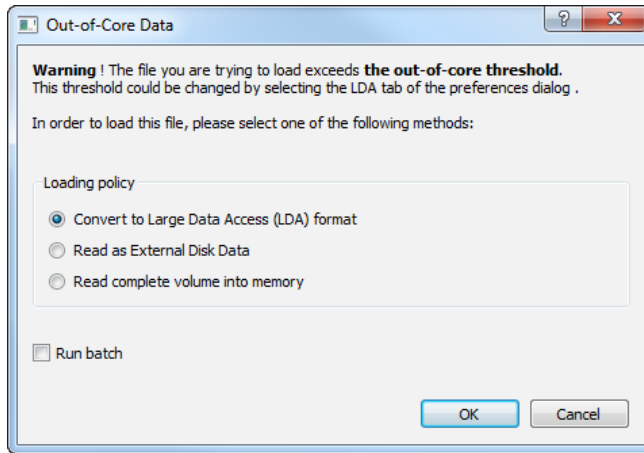 Out-of-Core Data
Warning ! The file you are trying to load exceeds the out-of-core threshold.
This threshold could be changed by selecting the LDA tab of the preferences dialog .
In order to load this file, please select one of the following methods:
Loading policy
Convert to Large Data Access (LDA) format
Read as External Disk Data
Read complete volume into memory
Run batch
OK Cancel